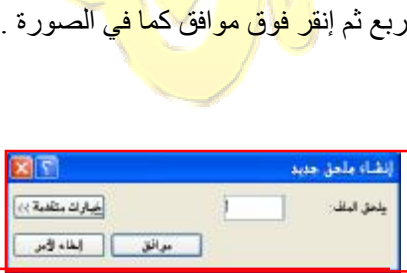 ربع ثم إنقر فوق موافق كما في الصورة .
إنشاء ملحق جديد
ملحق الملف:
خيارات متقدمة >>
موافق
إلغاء الأمر